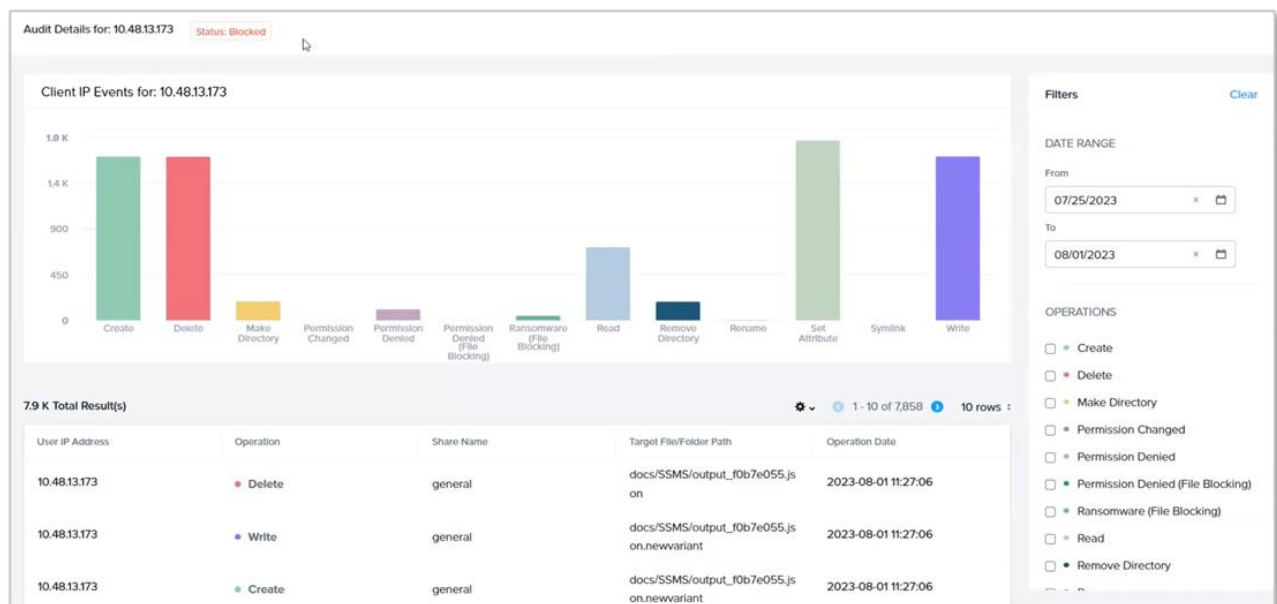 Audit Details for: 10.48.13.173 Status: Blocked
Client IP Events for: 10.48.13.173
1.8 K
1.4 K
900
450
0
Create Delete Make Directory Permission Changed Permission Denied Permission Denied (File Blocking) Ransomware (File Blocking) Read Remove Directory Rename Set Attribute Symlink Write
7.9 K Total Result(s) 1 - 10 of 7,858 10 rows
User IP Address Operation Share Name Target File/Folder Path Operation Date
10.48.13.173 Delete general docs/SSMS/output_f0b7e055.js 2023-08-01 11:27:06
on
10.48.13.173 Write general docs/SSMS/output_f0b7e055.js 2023-08-01 11:27:06
on.newvariant
10.48.13.173 Create general docs/SSMS/output_f0b7e055.js 2023-08-01 11:27:06
on.newvariant
Filters Clear
DATE RANGE
From
07/25/2023
To
08/01/2023
OPERATIONS
Create
Delete
Make Directory
Permission Changed
Permission Denied
Permission Denied (File Blocking)
Ransomware (File Blocking)
Read
Remove Directory